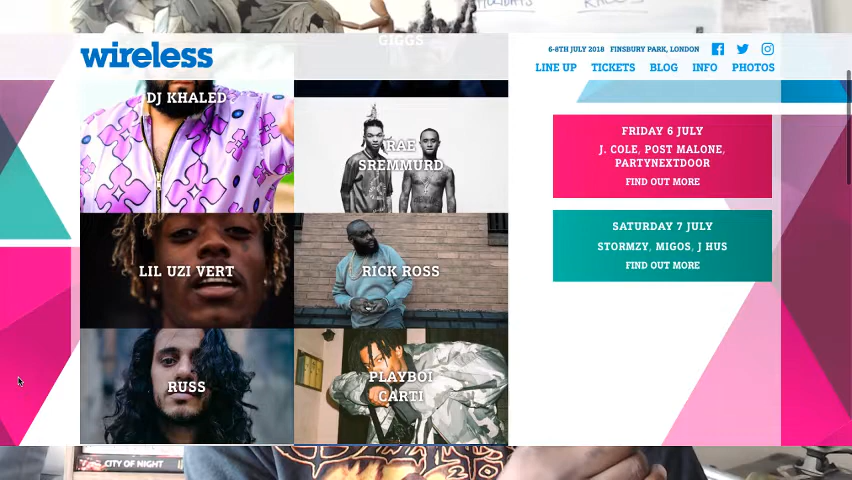 HOLIDAYS
wireless
GIGGS
6-8TH JULY 2018 FINSBURY PARK, LONDON
LINE UP TICKETS BLOG INFO PHOTOS
DJ KHALED
RAE
SREMMURD
LIL UZI VERT
RICK ROSS
RUSS
PLAYBOI
CARTI
FRIDAY 6 JULY
J. COLE, POST MALONE,
PARTYNEXTDOOR
FIND OUT MORE
SATURDAY 7 JULY
STORMZY, MIGOS, J HUS
FIND OUT MORE
CITY OF NIGHT